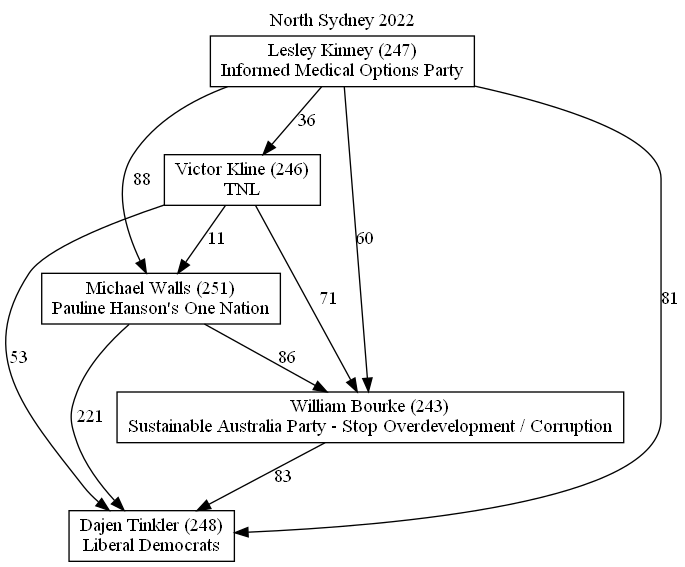 North Sydney 2022
Lesley Kinney (247)
Informed Medical Options Party
36
Victor Kline (246)
TNL
88
11
60
71
81
Michael Walls (251)
Pauline Hanson's One Nation
53
86
221
William Bourke (243)
Sustainable Australia Party - Stop Overdevelopment / Corruption
83
Dajen Tinkler (248)
Liberal Democrats